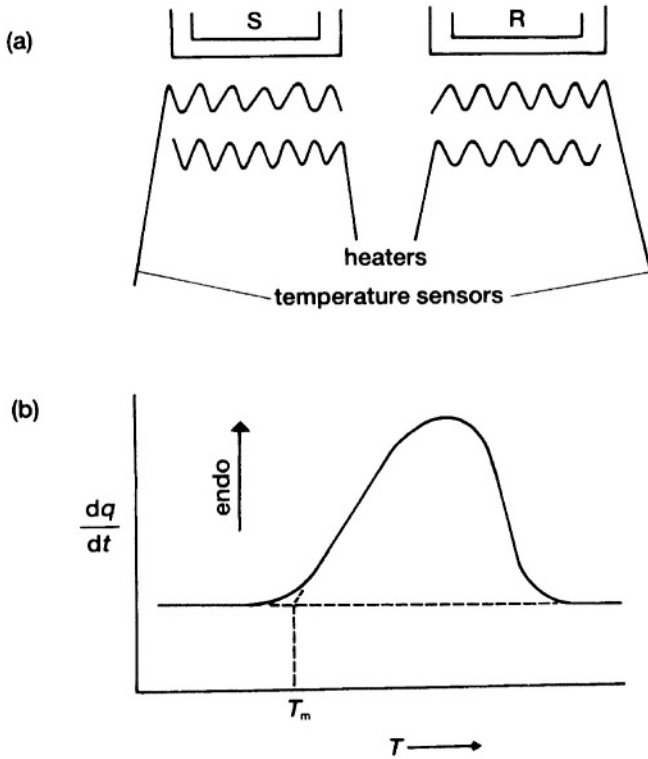 (a)
S
R
heaters
temperature sensors
(b)
endo
dq
dt
Tm
T